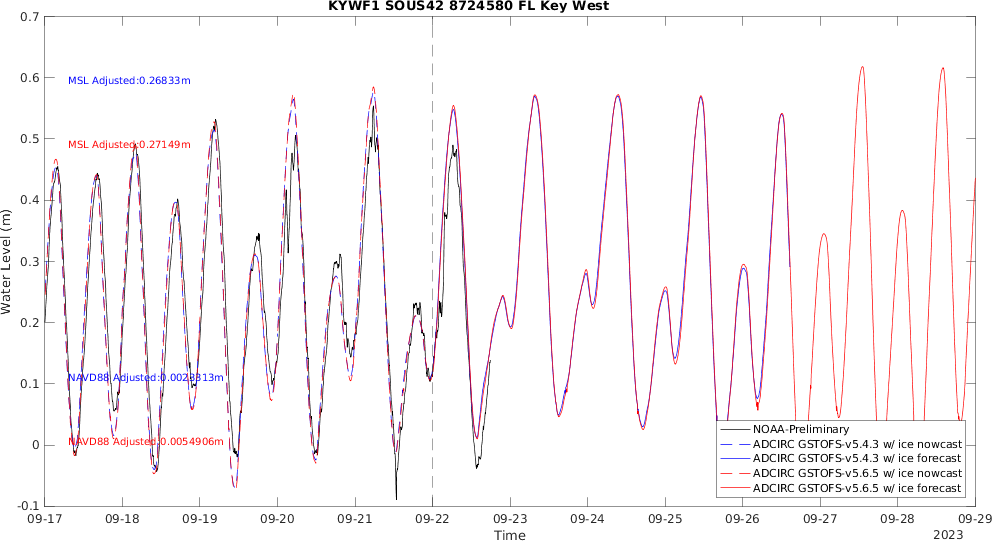 KYWF1 SOUS42 8724580 FL Key West
0.7
0.6
0.5
0.4
0.3
0.2
0.1
0
-0.1
Water Level (m)
MSL Adjusted:0.26833m
MSL Adjusted:0.27149m
NAVD88 Adjusted:0.0023313m
NAVD88 Adjusted:0.0054906m
NOAA-Preliminary
ADCIRC GSTOFS-v5.4.3 w/ ice nowcast
ADCIRC GSTOFS-v5.4.3 w/ ice forecast
ADCIRC GSTOFS-v5.6.5 w/ ice nowcast
ADCIRC GSTOFS-v5.6.5 w/ ice forecast
09-17 09-18 09-19 09-20 09-21 09-22 09-23 09-24 09-25 09-26 09-27 09-28 09-29
Time
2023